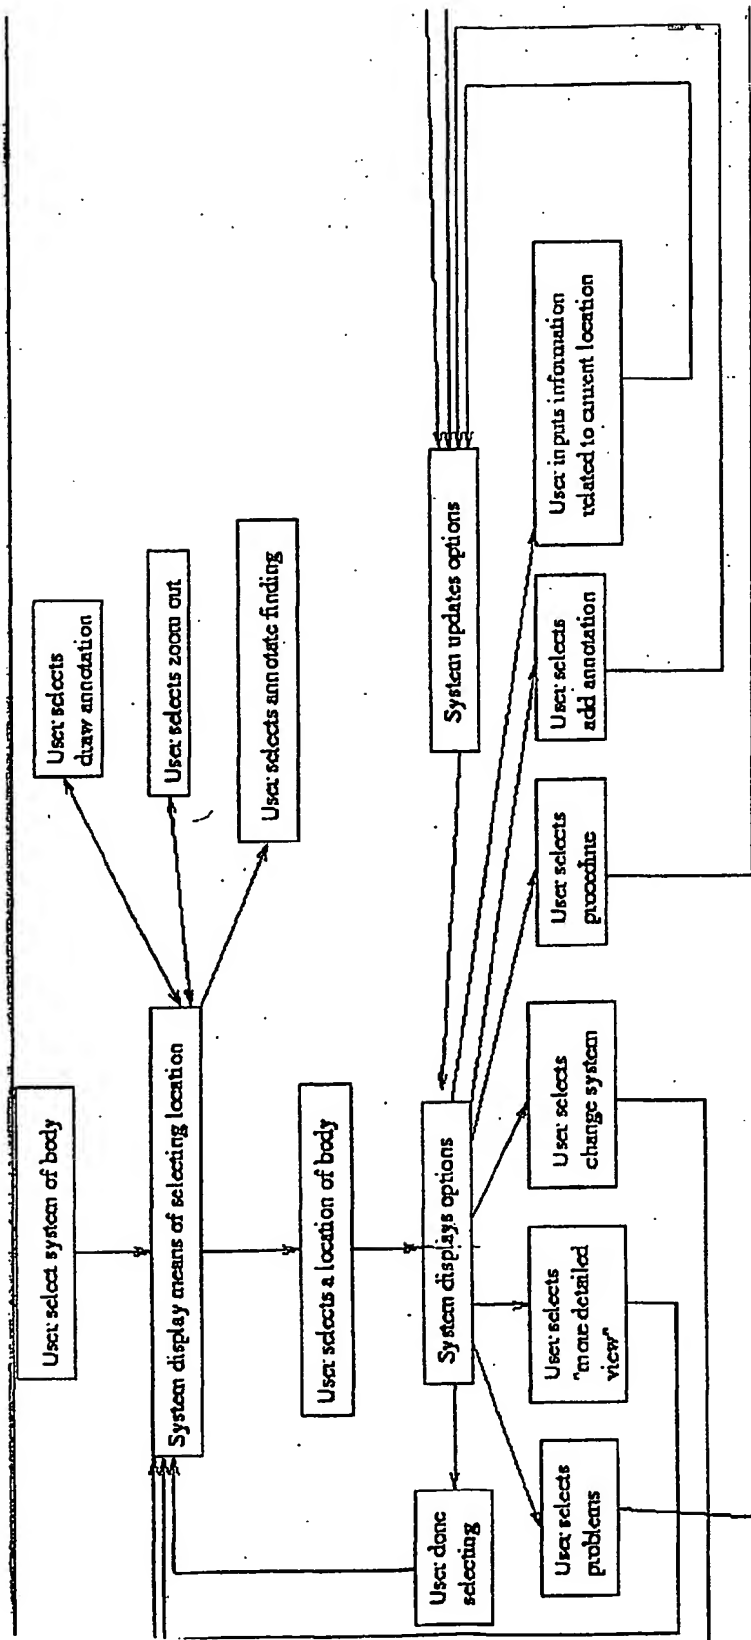 User select system of body
System display means of selecting location
User selects
draw annotation
User selects zoom out
User selects annotate finding
User selects a location of body
System displays options
System updates options
User done
selecting
User selects
problems
User selects
"more detailed
view"
User selects
change system
User selects
procedure
User selects
add annotation
User inputs information
related to current location